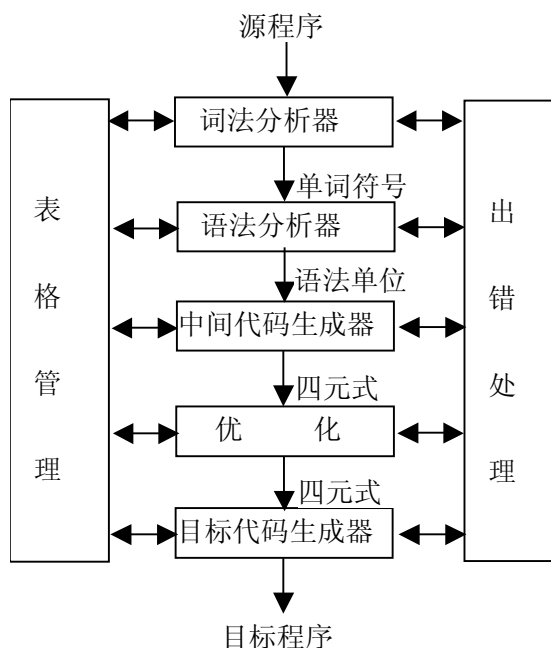 源程序
词法分析器
单词符号
语法分析器
语法单位
中间代码生成器
四元式
优 化
四元式
目标代码生成器
目标程序
表格管理
出错处理